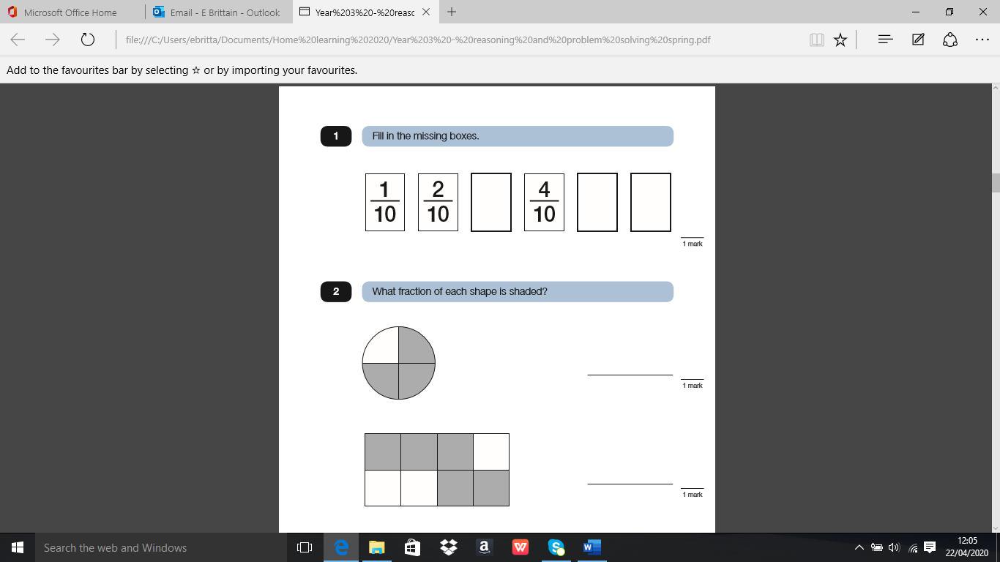 Microsoft Office Home
Email - E Brittain - Outlook
Year%203%20-%20reasc
file:///C:/Users/ebritta/Documents/Home%20learning%202020/Year%203%20-%20reasoning%20and%20problem%20solving%20spring.pdf
Add to the favourites bar by selecting ☆ or by importing your favourites.
1 Fill in the missing boxes.
1/10 2/10 4/10
1 mark
2 What fraction of each shape is shaded?
1 mark
1 mark
Search the web and Windows
12:05
22/04/2020